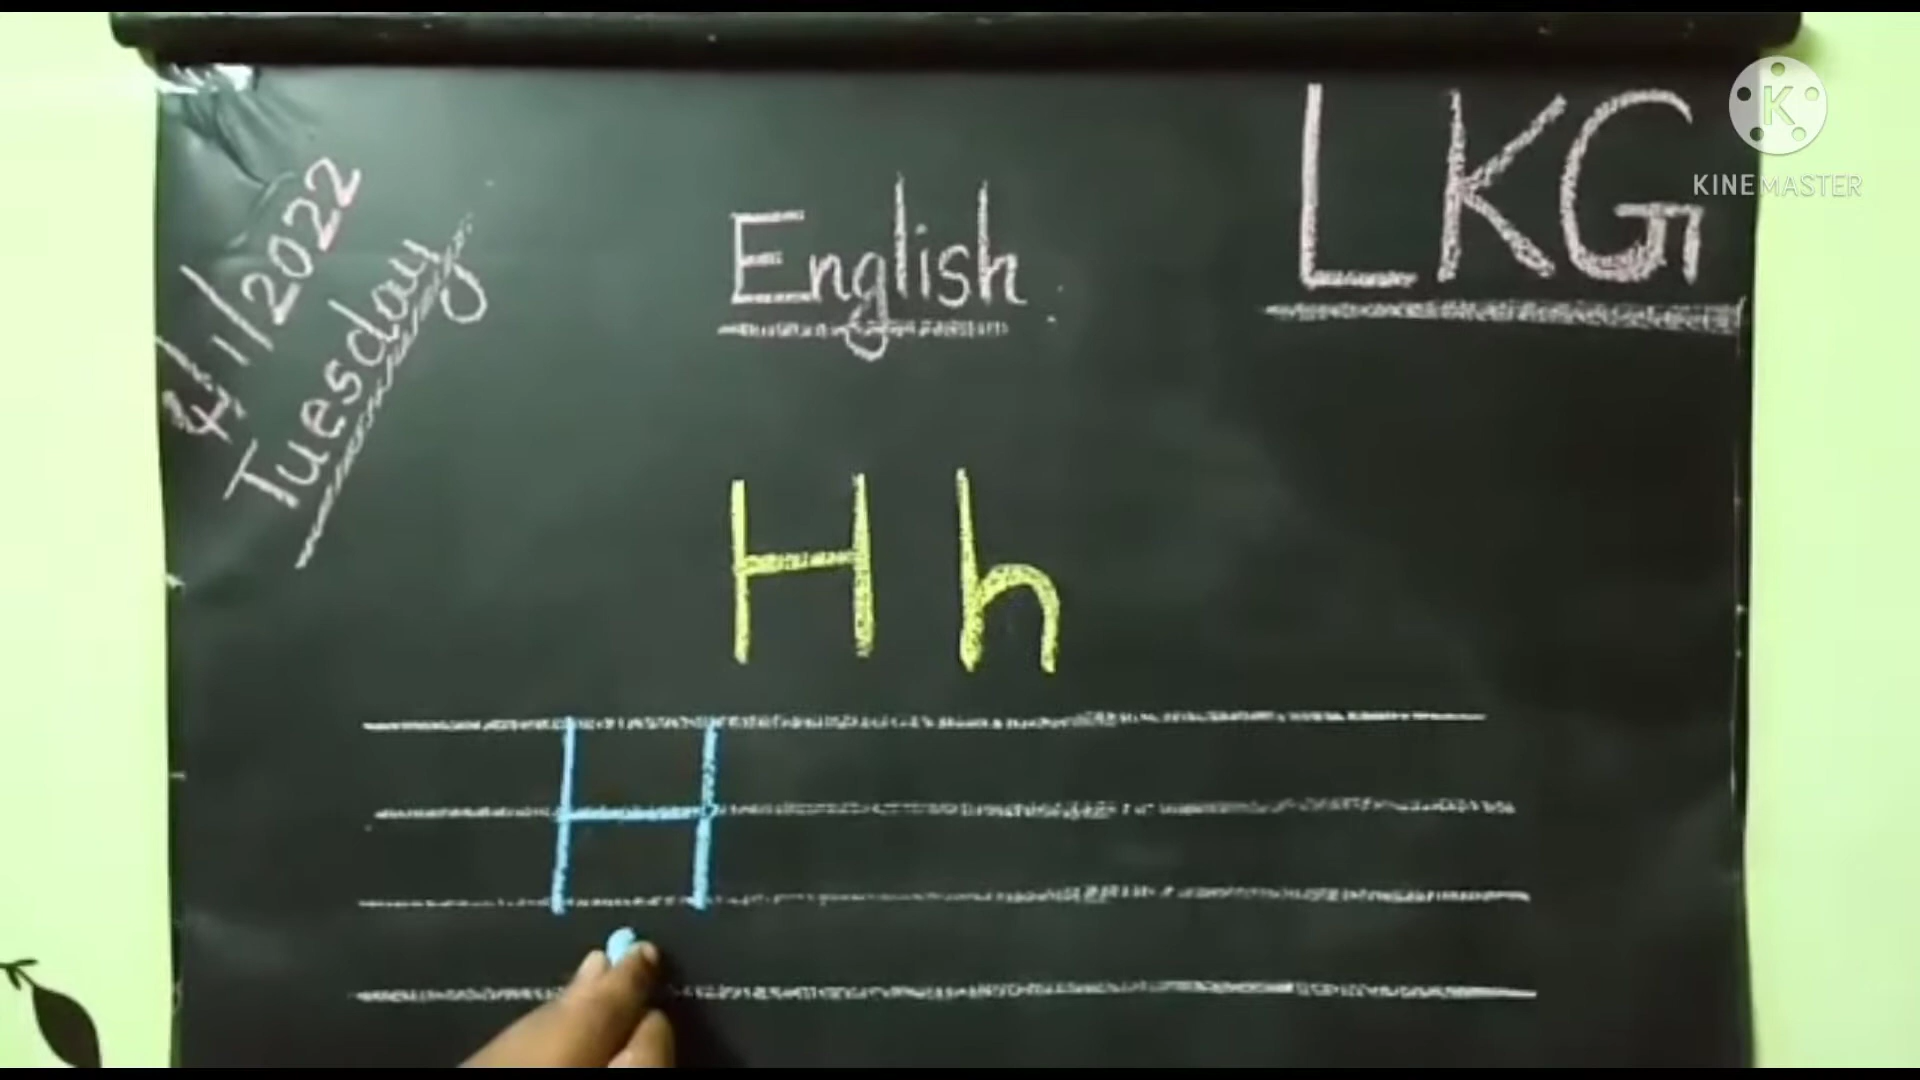 4/1/2022
Tuesday
English
LKG
K
KINEMASTER
H h
H